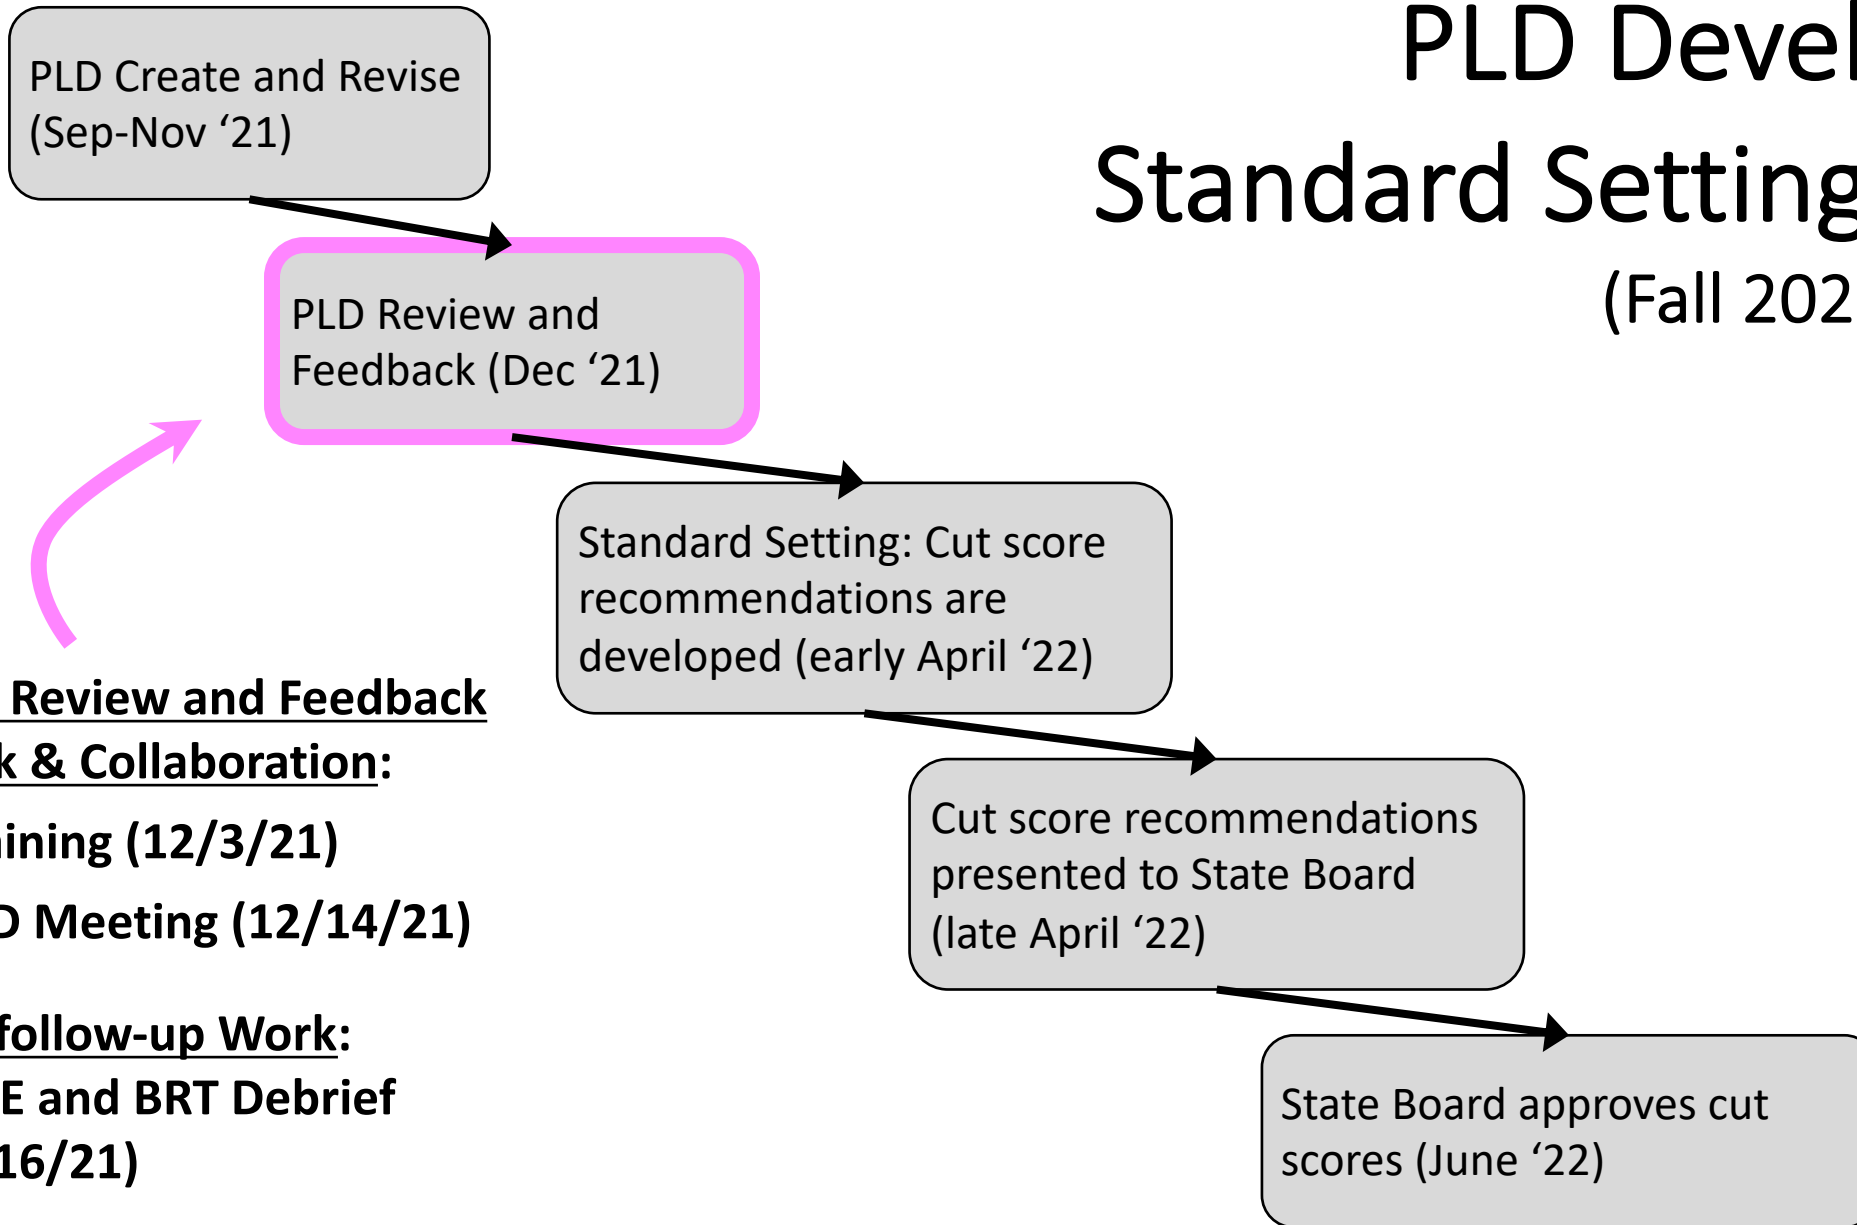 PLD Devel
Standard Setting
(Fall 202
PLD Create and Revise
(Sep-Nov ‘21)
PLD Review and
Feedback (Dec ‘21)
Standard Setting: Cut score
recommendations are
developed (early April ‘22)
Cut score recommendations
presented to State Board
(late April ‘22)
State Board approves cut
scores (June ‘22)
Review and Feedback
k & Collaboration:
ining (12/3/21)
D Meeting (12/14/21)
follow-up Work:
E and BRT Debrief
16/21)